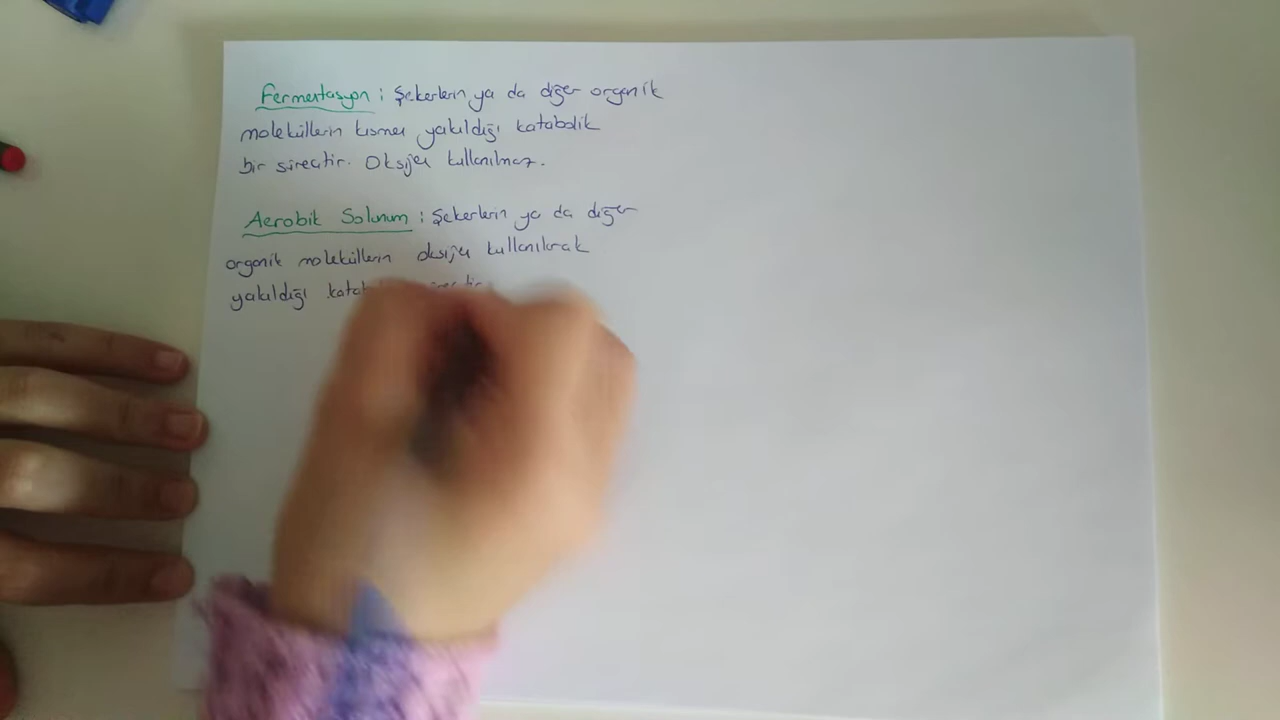 Fermentasyon : Şekerlerin ya da diğer organik
moleküllerin kısmen yakıldığı katabolik
bir süreçtir. Oksijen kullanılmaz.
Aerobik Solunum : Şekerlerin ya da diğer
organik moleküllerin oksijen kullanılarak
yakıldığı